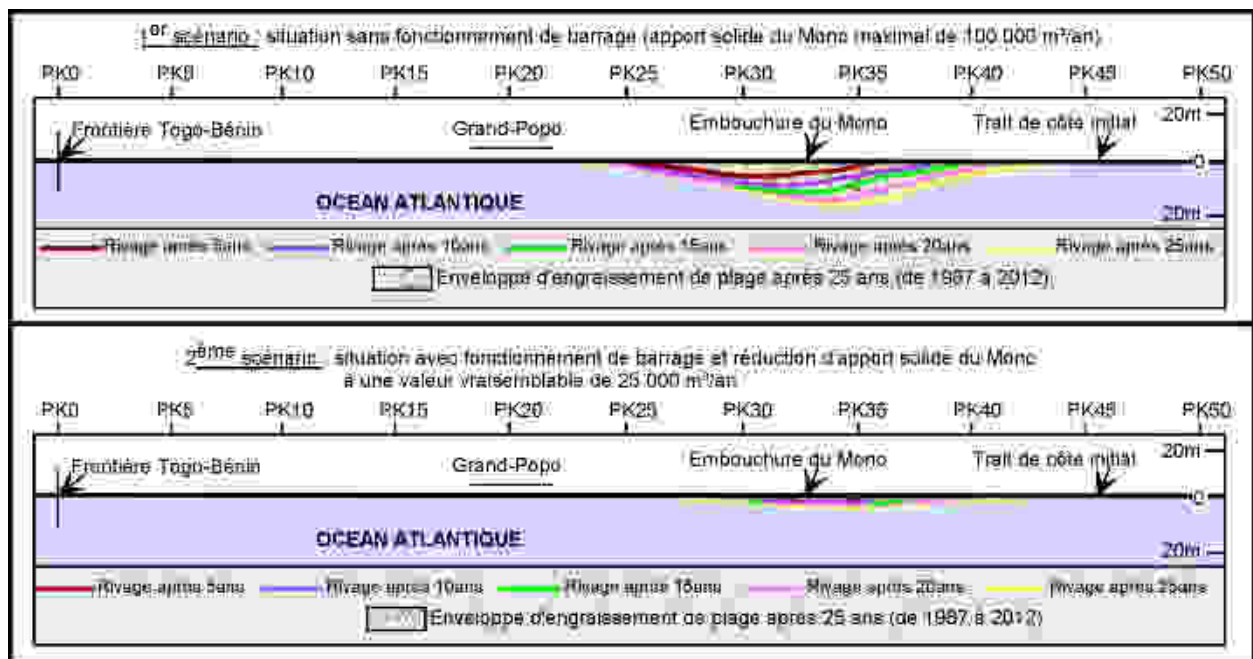 1er scénario : situation sans fonctionnement de barrage (apport solide du Mono (maximal de 100 000 m³/an)
PK0 PK5 PK10 PK15 PK20 PK25 PK30 PK35 PK40 PK45 PK50
Frontière Togo-Bénin Grand-Popo Embouchure du Mono Trait de côte initial 20m
0
OCEAN ATLANTIQUE 20m
Rivage après 5ans Rivage après 10ans Rivage après 15ans Rivage après 20ans Rivage après 25ans
Enveloppe d'engraissement de plage après 25 ans (de 1987 à 2012)
2ème scénario : situation avec fonctionnement de barrage et réduction d'apport solide du Mono
à une valeur vraisemblable de 25 000 m³/an
PK0 PK5 PK10 PK15 PK20 PK25 PK30 PK35 PK40 PK45 PK50
Frontière Togo-Bénin Grand-Popo Embouchure du Mono Trait de côte initial 20m
0
OCEAN ATLANTIQUE 20m
Rivage après 5ans Rivage après 10ans Rivage après 15ans Rivage après 20ans Rivage après 25ans
Enveloppe d'engraissement de plage après 25 ans (de 1987 à 2012)